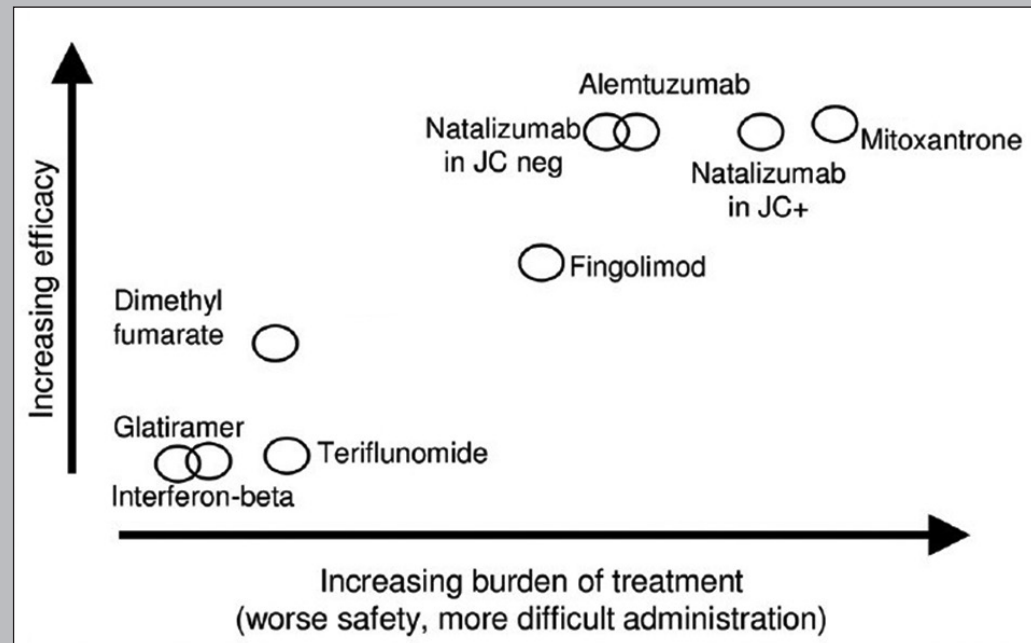 Increasing efficacy
Alemtuzumab
Natalizumab
in JC neg
Mitoxantrone
Natalizumab
in JC+
Fingolimod
Dimethyl
fumarate
Glatiramer
Teriflunomide
Interferon-beta
Increasing burden of treatment
(worse safety, more difficult administration)